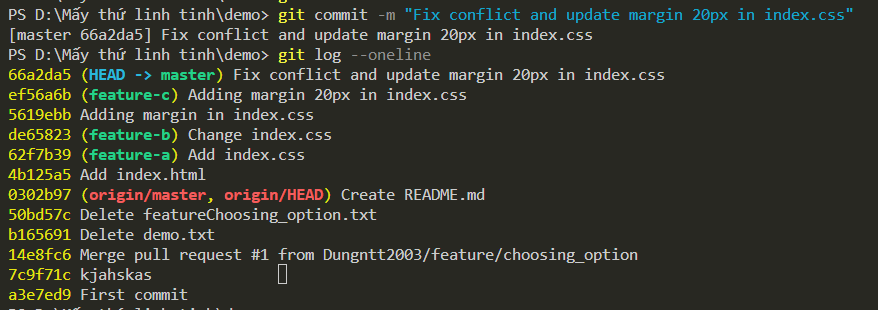 PS D:\Mấy thứ linh tinh\demo> git commit -m "Fix conflict and update margin 20px in index.css"
[master 66a2da5] Fix conflict and update margin 20px in index.css
PS D:\Mấy thứ linh tinh\demo> git log --oneline
66a2da5 (HEAD -> master) Fix conflict and update margin 20px in index.css
ef56a6b (feature-c) Adding margin 20px in index.css
5619ebb Adding margin in index.css
de65823 (feature-b) Change index.css
62f7b39 (feature-a) Add index.css
4b125a5 Add index.html
0302b97 (origin/master, origin/HEAD) Create README.md
50bd57c Delete featureChoosing_option.txt
b165691 Delete demo.txt
14e8fc6 Merge pull request #1 from Dungntt2003/feature/choosing_option
7c9f71c kjahskas
a3e7ed9 First commit